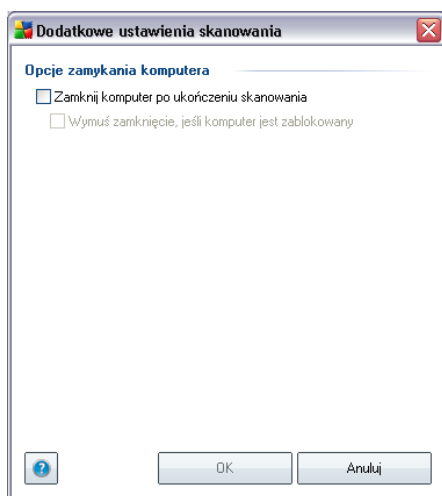 Dodatkowe ustawienia skanowania
Opcje zamykania komputera
Zamknij komputer po ukończeniu skanowania
Wymuś zamknięcie, jeśli komputer jest zablokowany
?
OK
Anuluj